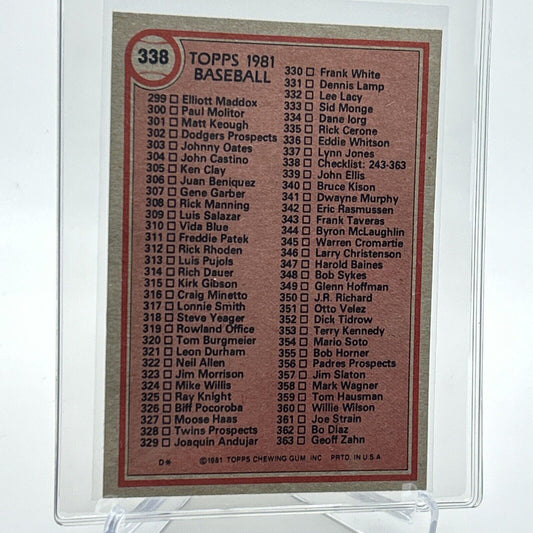 338
TOPPS 1981
BASEBALL
299 Elliott Maddox
300 Paul Molitor
301 Matt Keough
302 Dodgers Prospects
303 Johnny Oates
304 John Castino
305 Ken Clay
306 Juan Beniquez
307 Gene Garber
308 Rick Manning
309 Luis Salazar
310 Vida Blue
311 Freddie Patek
312 Rick Rhoden
313 Luis Pujols
314 Rich Dauer
315 Kirk Gibson
316 Craig Minetto
317 Lonnie Smith
318 Steve Yeager
319 Rowland Office
320 Tom Burgmeier
321 Leon Durham
322 Neil Allen
323 Jim Morrison
324 Mike Willis
325 Ray Knight
326 Biff Pocoroba
327 Moose Haas
328 Twins Prospects
329 Joaquin Andujar
330 Frank White
331 Dennis Lamp
332 Lee Lacy
333 Sid Monge
334 Dane Iorg
335 Rick Cerone
336 Eddie Whitson
337 Lynn Jones
338 Checklist: 243-363
339 John Ellis
340 Bruce Kison
341 Dwayne Murphy
342 Eric Rasmussen
343 Frank Taveras
344 Byron McLaughlin
345 Warren Cromartie
346 Larry Christenson
347 Harold Baines
348 Bob Sykes
349 Glenn Hoffman
350 J.R. Richard
351 Otto Velez
352 Dick Tidrow
353 Terry Kennedy
354 Mario Soto
355 Bob Horner
356 Padres Prospects
357 Jim Slaton
358 Mark Wagner
359 Tom Hausman
360 Willie Wilson
361 Joe Strain
362 Bo Diaz
363 Geoff Zahn
D* ©1981 TOPPS CHEWING GUM, INC PRTD. IN U.S.A